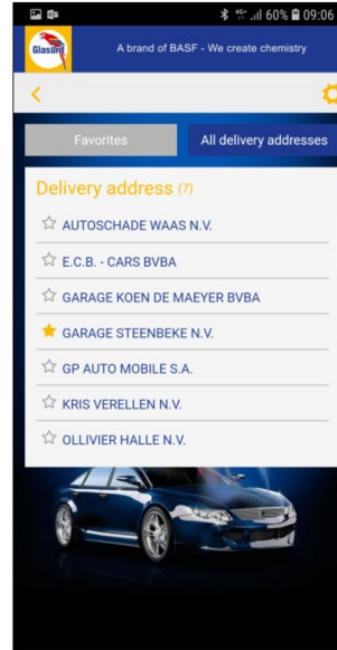 60% 09:06
Glasurit
A brand of BASF - We create chemistry
Favorites
All delivery addresses
Delivery address (7)
AUTOSCHADE WAAS N.V.
E.C.B. - CARS BVBA
GARAGE KOEN DE MAEYER BVBA
GARAGE STEENBEKE N.V.
GP AUTO MOBILE S.A.
KRIS VERELLEN N.V.
OLLIVIER HALLE N.V.